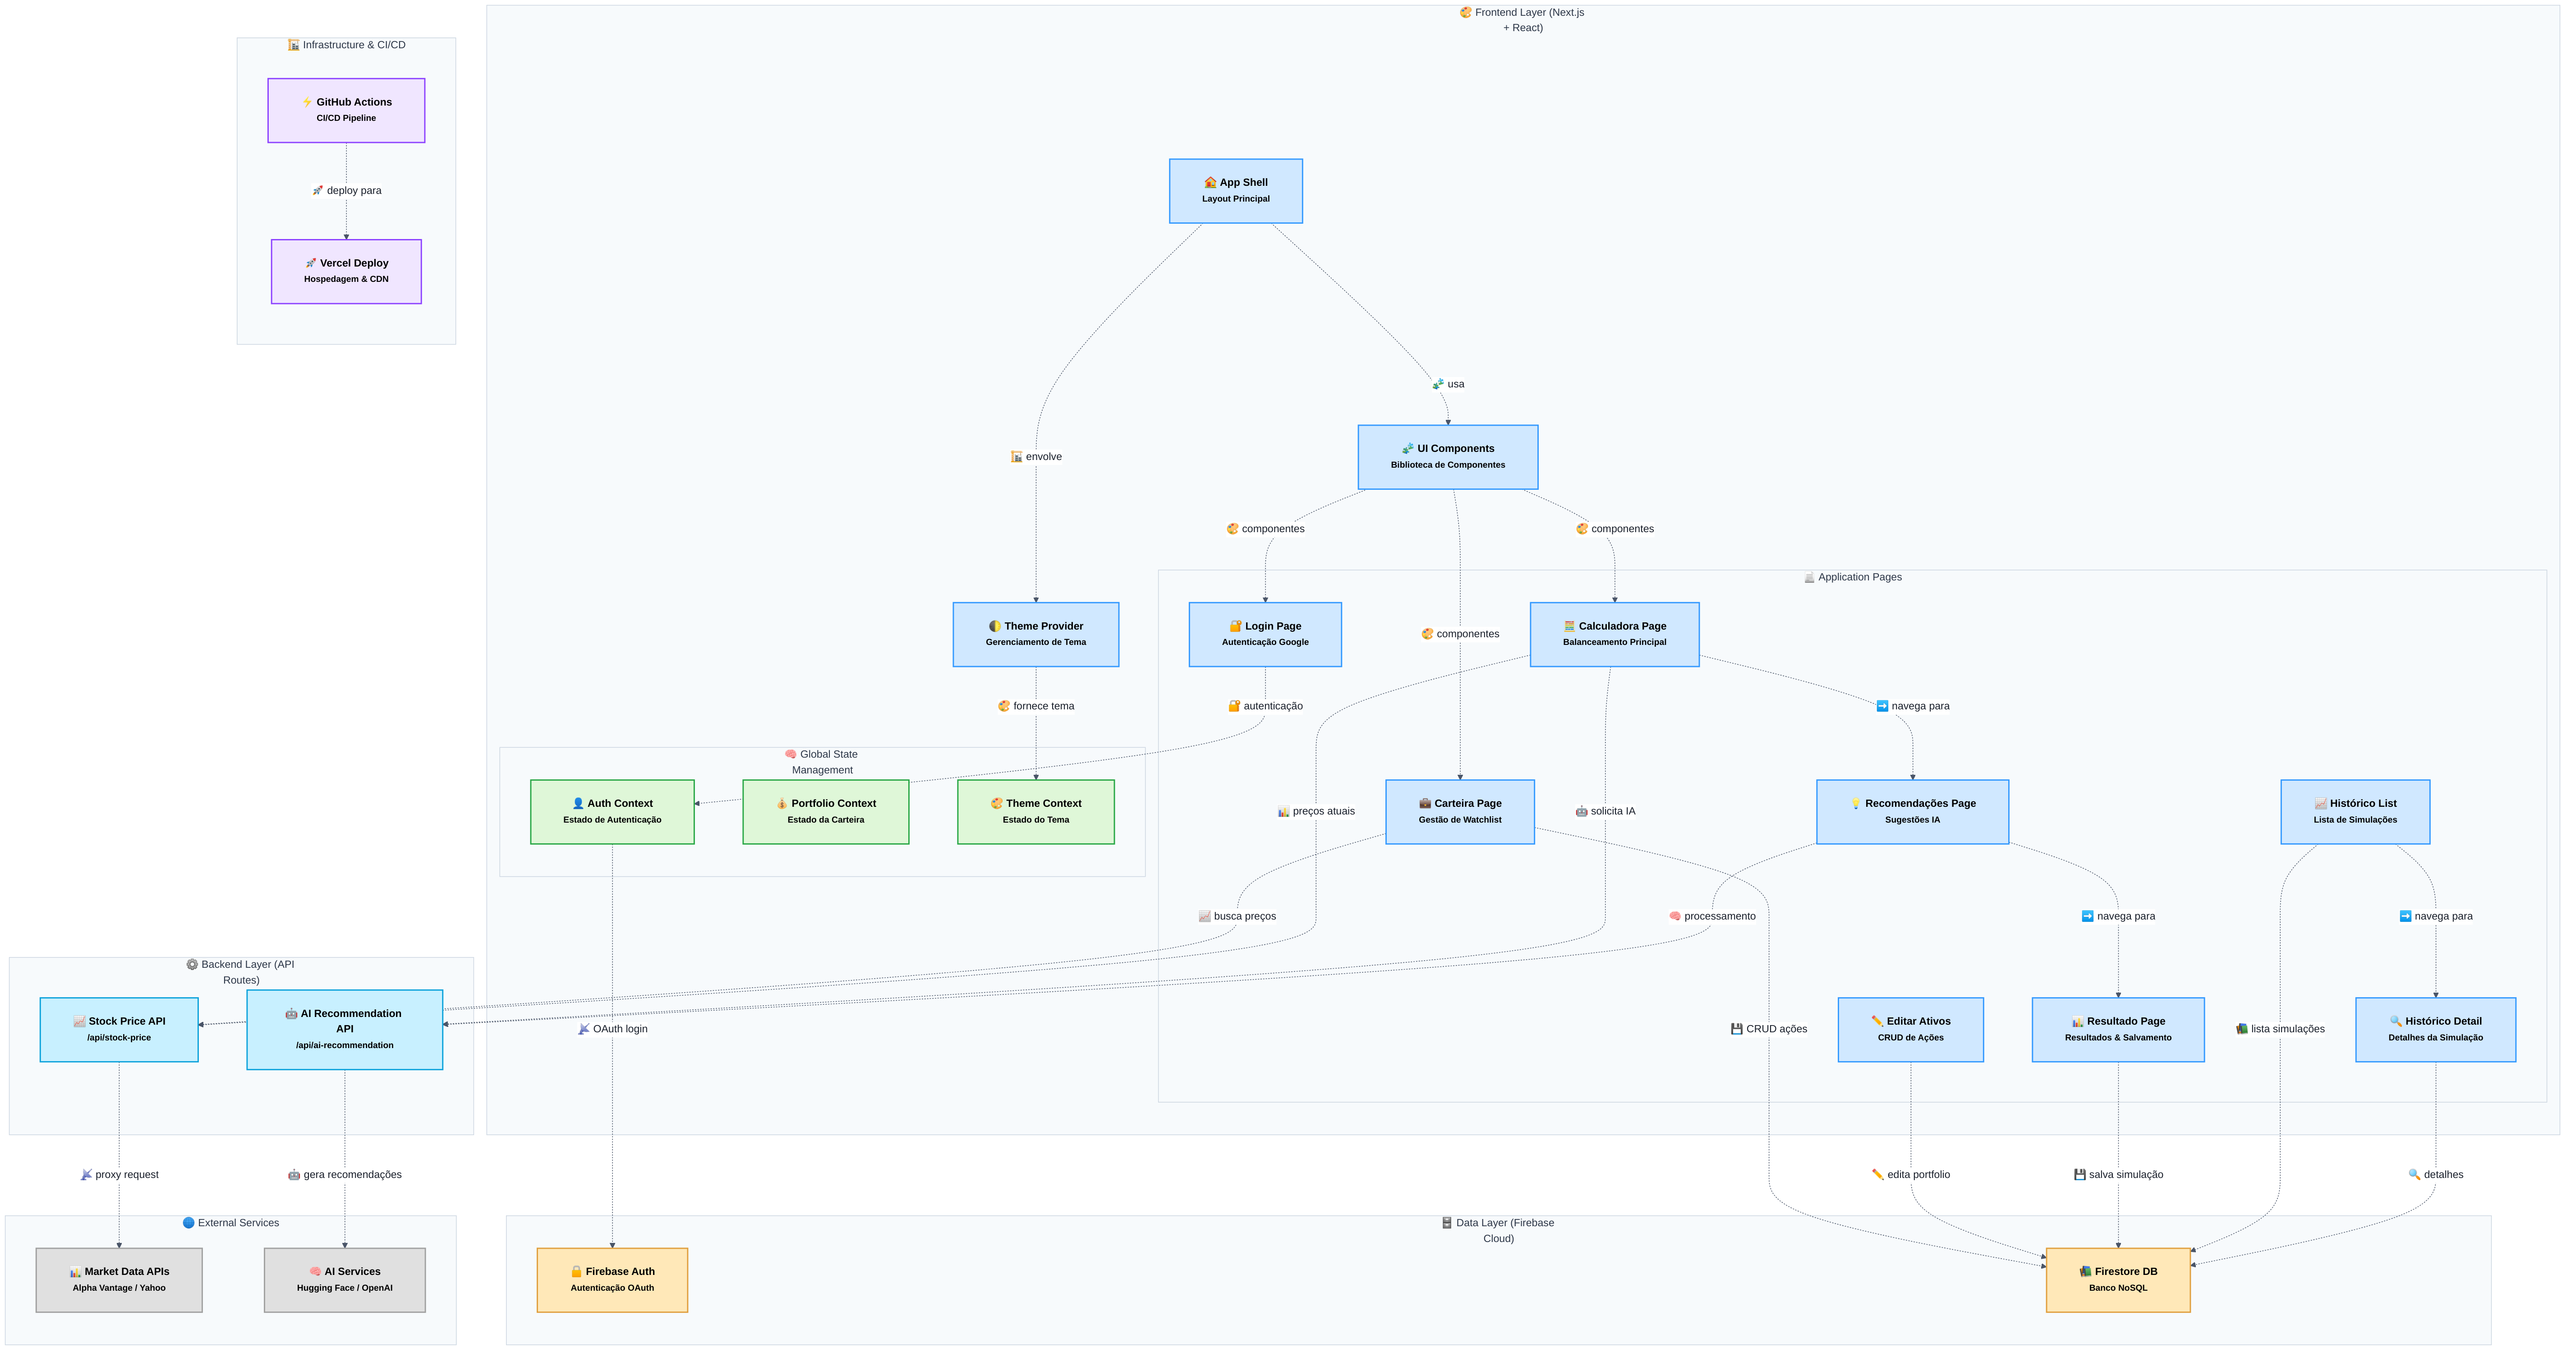 🎨 Frontend Layer (Next.js
+ React)
🏗️ Infrastructure & CI/CD
⚡ GitHub Actions
CI/CD Pipeline
🚀 deploy para
🚀 Vercel Deploy
Hospedagem & CDN
🏠 App Shell
Layout Principal
🧩 usa
🏗️ envolve
🧩 UI Components
Biblioteca de Componentes
🎨 componentes
🎨 componentes
🎨 componentes
📄 Application Pages
🌓 Theme Provider
Gerenciamento de Tema
🔐 Login Page
Autenticação Google
🧮 Calculadora Page
Balanceamento Principal
🎨 fornece tema
🔐 autenticação
➡️ navega para
🧠 Global State
Management
👤 Auth Context
Estado de Autenticação
💰 Portfolio Context
Estado da Carteira
🎨 Theme Context
Estado do Tema
📊 preços atuais
💼 Carteira Page
Gestão de Watchlist
🤖 solicita IA
💡 Recomendações Page
Sugestões IA
📈 Histórico List
Lista de Simulações
📈 busca preços
🧠 processamento
➡️ navega para
➡️ navega para
⚙️ Backend Layer (API
Routes)
📈 Stock Price API
/api/stock-price
🤖 AI Recommendation
API
/api/ai-recommendation
📡 OAuth login
💾 CRUD ações
✏️ Editar Ativos
CRUD de Ações
📊 Resultado Page
Resultados & Salvamento
📚 lista simulações
🔍 Histórico Detail
Detalhes da Simulação
📡 proxy request
🤖 gera recomendações
✏️ edita portfolio
💾 salva simulação
🔍 detalhes
🔵 External Services
📊 Market Data APIs
Alpha Vantage / Yahoo
🧠 AI Services
Hugging Face / OpenAI
🗄️ Data Layer (Firebase
Cloud)
🔒 Firebase Auth
Autenticação OAuth
📚 Firestore DB
Banco NoSQL